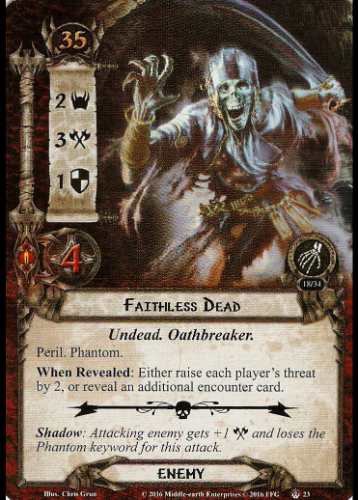 35
2
3
1
4
18/34
FAITHLESS DEAD
Undead. Oathbreaker.
Peril. Phantom.
When Revealed: Either raise each player's threat
by 2, or reveal an additional encounter card.
Shadow: Attacking enemy gets +1 and loses the
Phantom keyword for this attack.
ENEMY
Illus. Chris Grun © 2016 Middle-earth Enterprises © 2016 FFG 23